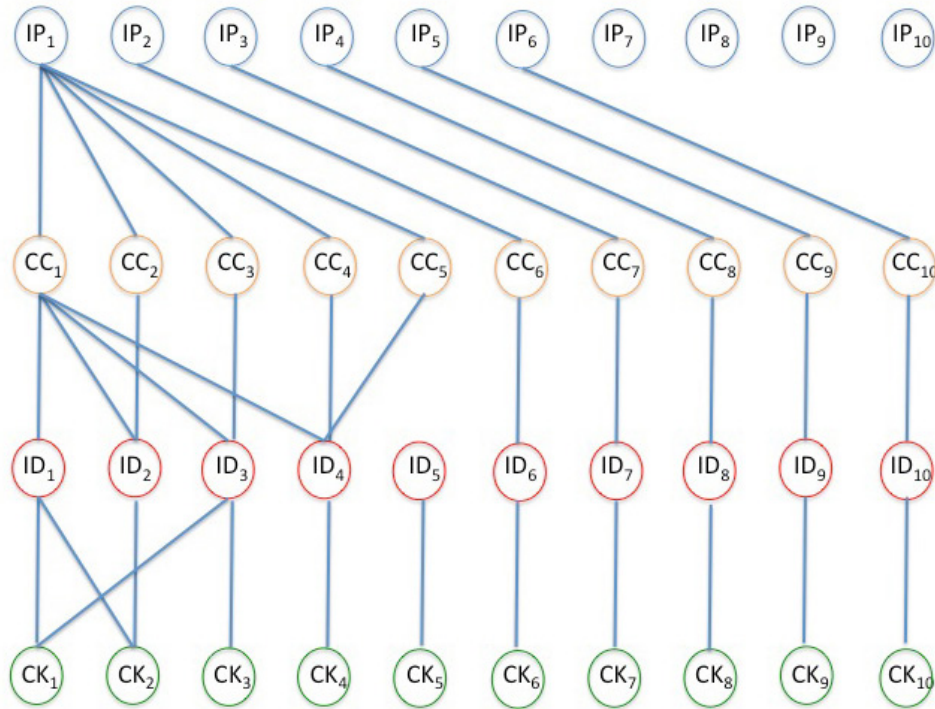 IP₁ IP₂ IP₃ IP₄ IP₅ IP₆ IP₇ IP₈ IP₉ IP₁₀
CC₁ CC₂ CC₃ CC₄ CC₅ CC₆ CC₇ CC₈ CC₉ CC₁₀
ID₁ ID₂ ID₃ ID₄ ID₅ ID₆ ID₇ ID₈ ID₉ ID₁₀
CK₁ CK₂ CK₃ CK₄ CK₅ CK₆ CK₇ CK₈ CK₉ CK₁₀